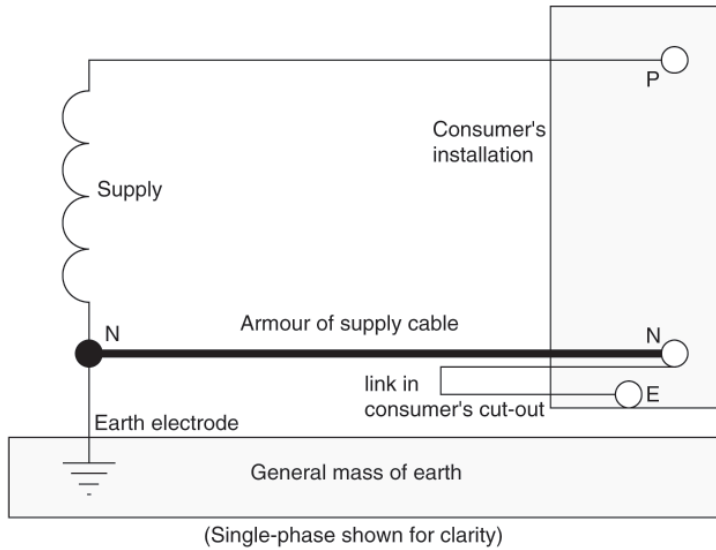 P
Consumer's
installation
Supply
N
Armour of supply cable
N
link in
consumer's cut-out
E
Earth electrode
General mass of earth
(Single-phase shown for clarity)